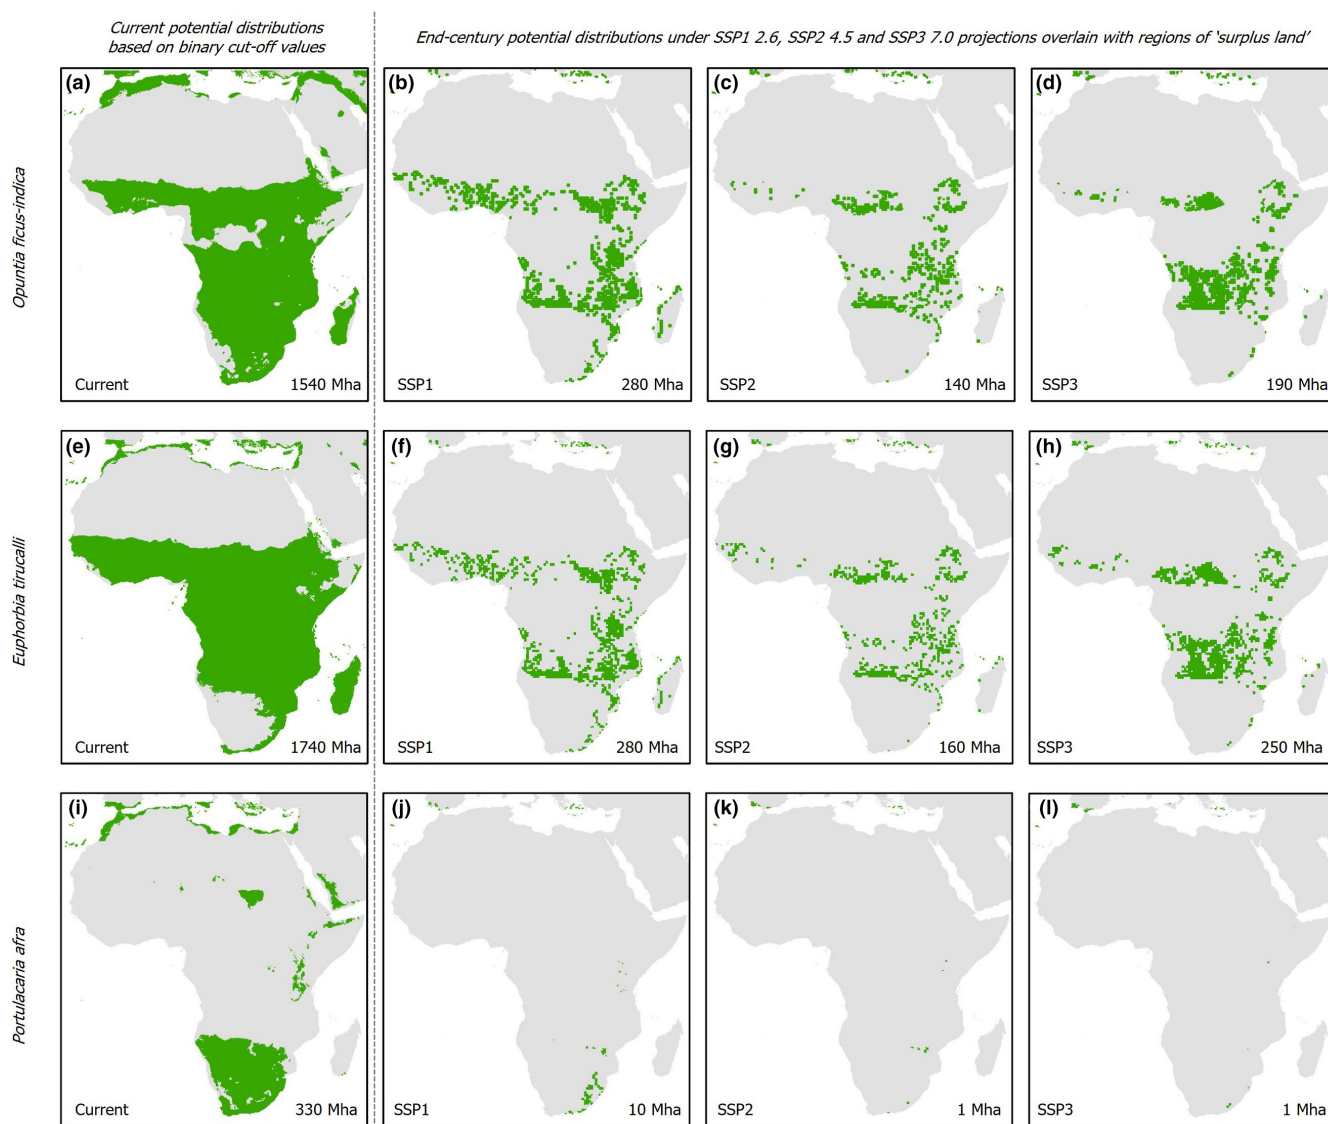 Current potential distributions
based on binary cut-off values
End-century potential distributions under SSP1 2.6, SSP2 4.5 and SSP3 7.0 projections overlain with regions of ‘surplus land’
Opuntia ficus-indica
(a)
Current 1540 Mha
(b)
SSP1 280 Mha
(c)
SSP2 140 Mha
(d)
SSP3 190 Mha
Euphorbia tirucalli
(e)
Current 1740 Mha
(f)
SSP1 280 Mha
(g)
SSP2 160 Mha
(h)
SSP3 250 Mha
Portulacaria afra
(i)
Current 330 Mha
(j)
SSP1 10 Mha
(k)
SSP2 1 Mha
(l)
SSP3 1 Mha